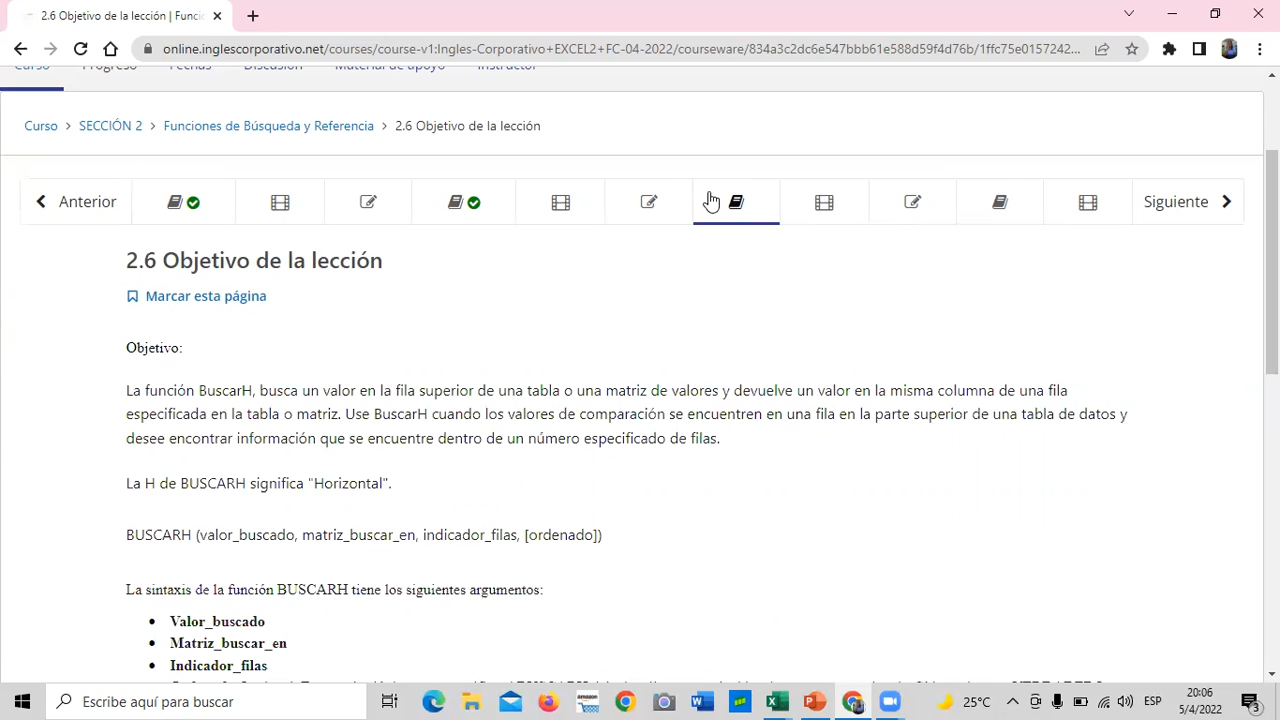 2.6 Objetivo de la lección | Funcio
online.inglescorporativo.net/courses/course-v1:Ingles-Corporativo+EXCEL2+FC-04-2022/courseware/834a3c2dc6e547bbb61e588d59f4d76b/1ffc75e0157242...
Curso Progreso Fechas Discusión Material de apoyo Instructor
Curso > SECCIÓN 2 > Funciones de Búsqueda y Referencia > 2.6 Objetivo de la lección
Anterior Siguiente
2.6 Objetivo de la lección
Marcar esta página
Objetivo:
La función BuscarH, busca un valor en la fila superior de una tabla o una matriz de valores y devuelve un valor en la misma columna de una fila
especificada en la tabla o matriz. Use BuscarH cuando los valores de comparación se encuentren en una fila en la parte superior de una tabla de datos y
desee encontrar información que se encuentre dentro de un número especificado de filas.
La H de BUSCARH significa "Horizontal".
BUSCARH (valor_buscado, matriz_buscar_en, indicador_filas, [ordenado])
La sintaxis de la función BUSCARH tiene los siguientes argumentos:
• Valor_buscado
• Matriz_buscar_en
• Indicador_filas
Escribe aquí para buscar
amazon
25°C
ESP
20:06
5/4/2022
3